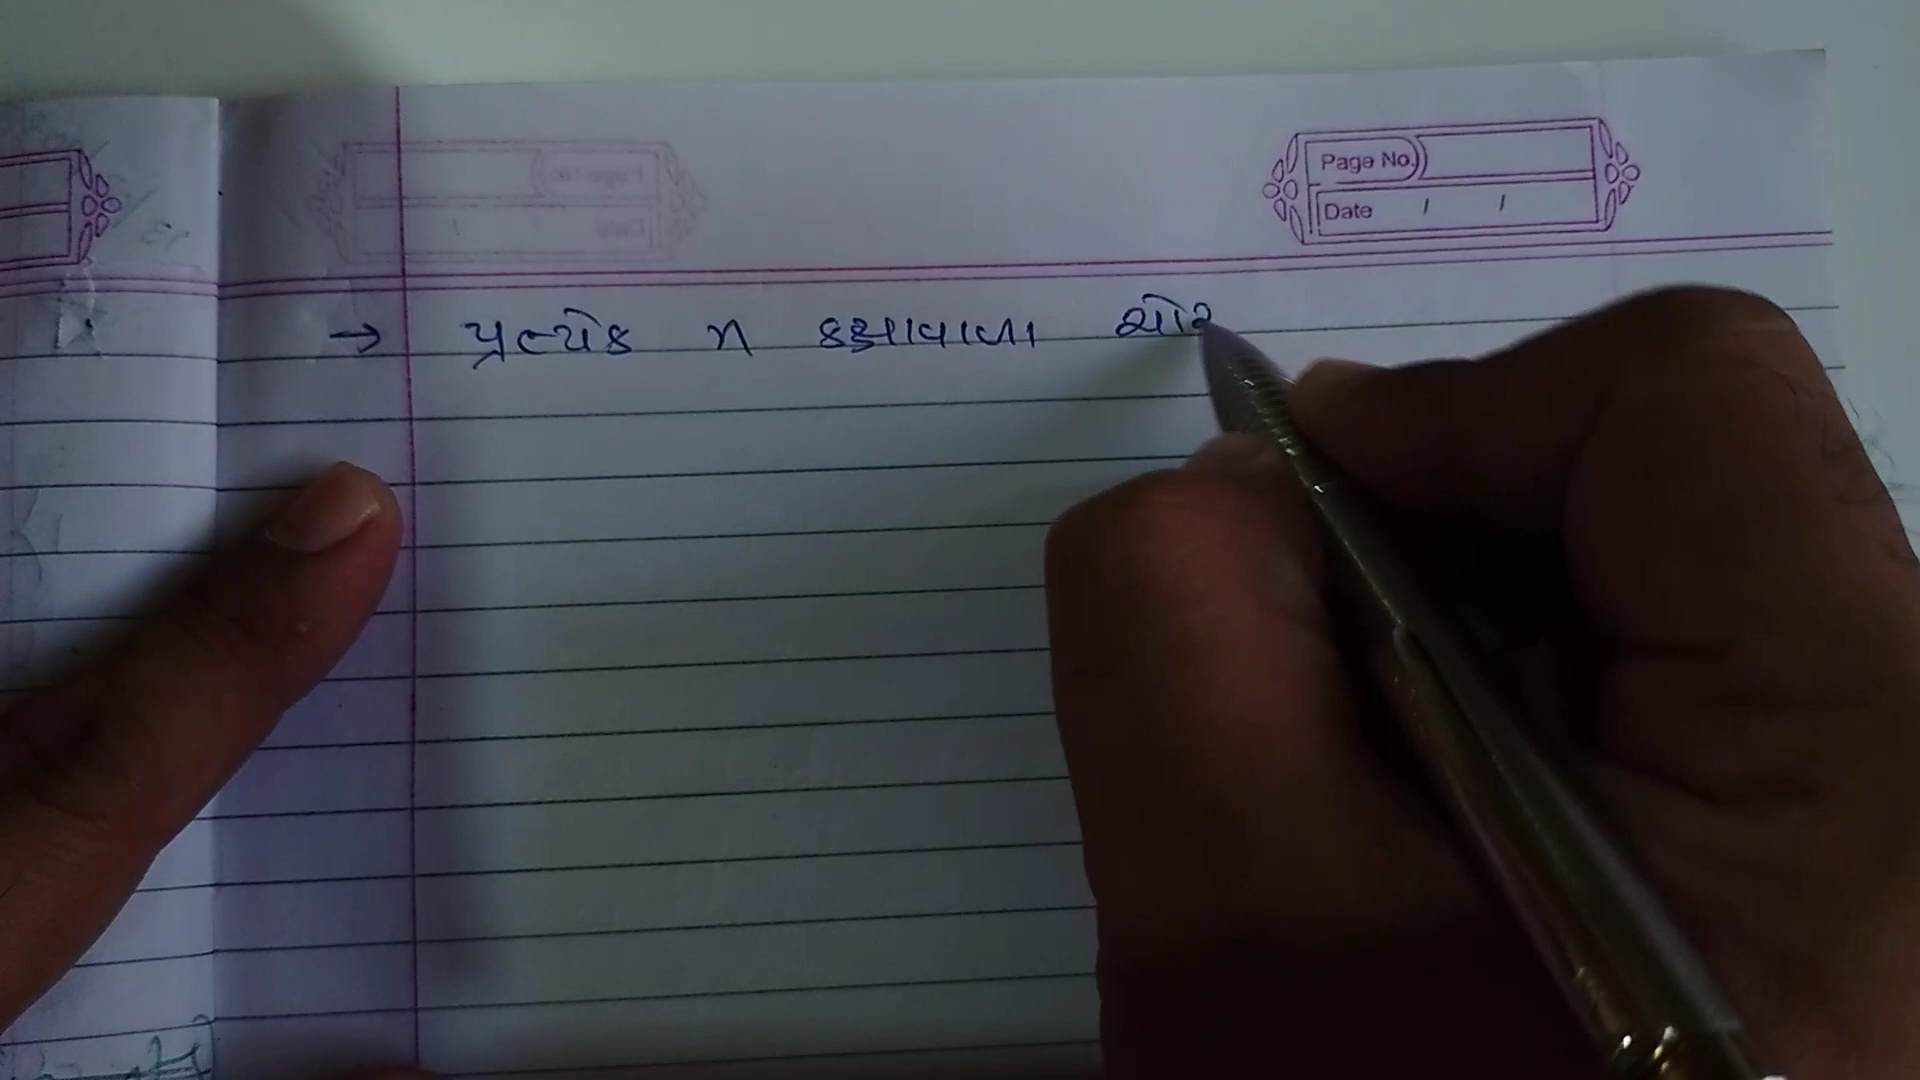 Page No.
Date / /
→ પ્રત્યેક n કક્ષાવાળા ચોર